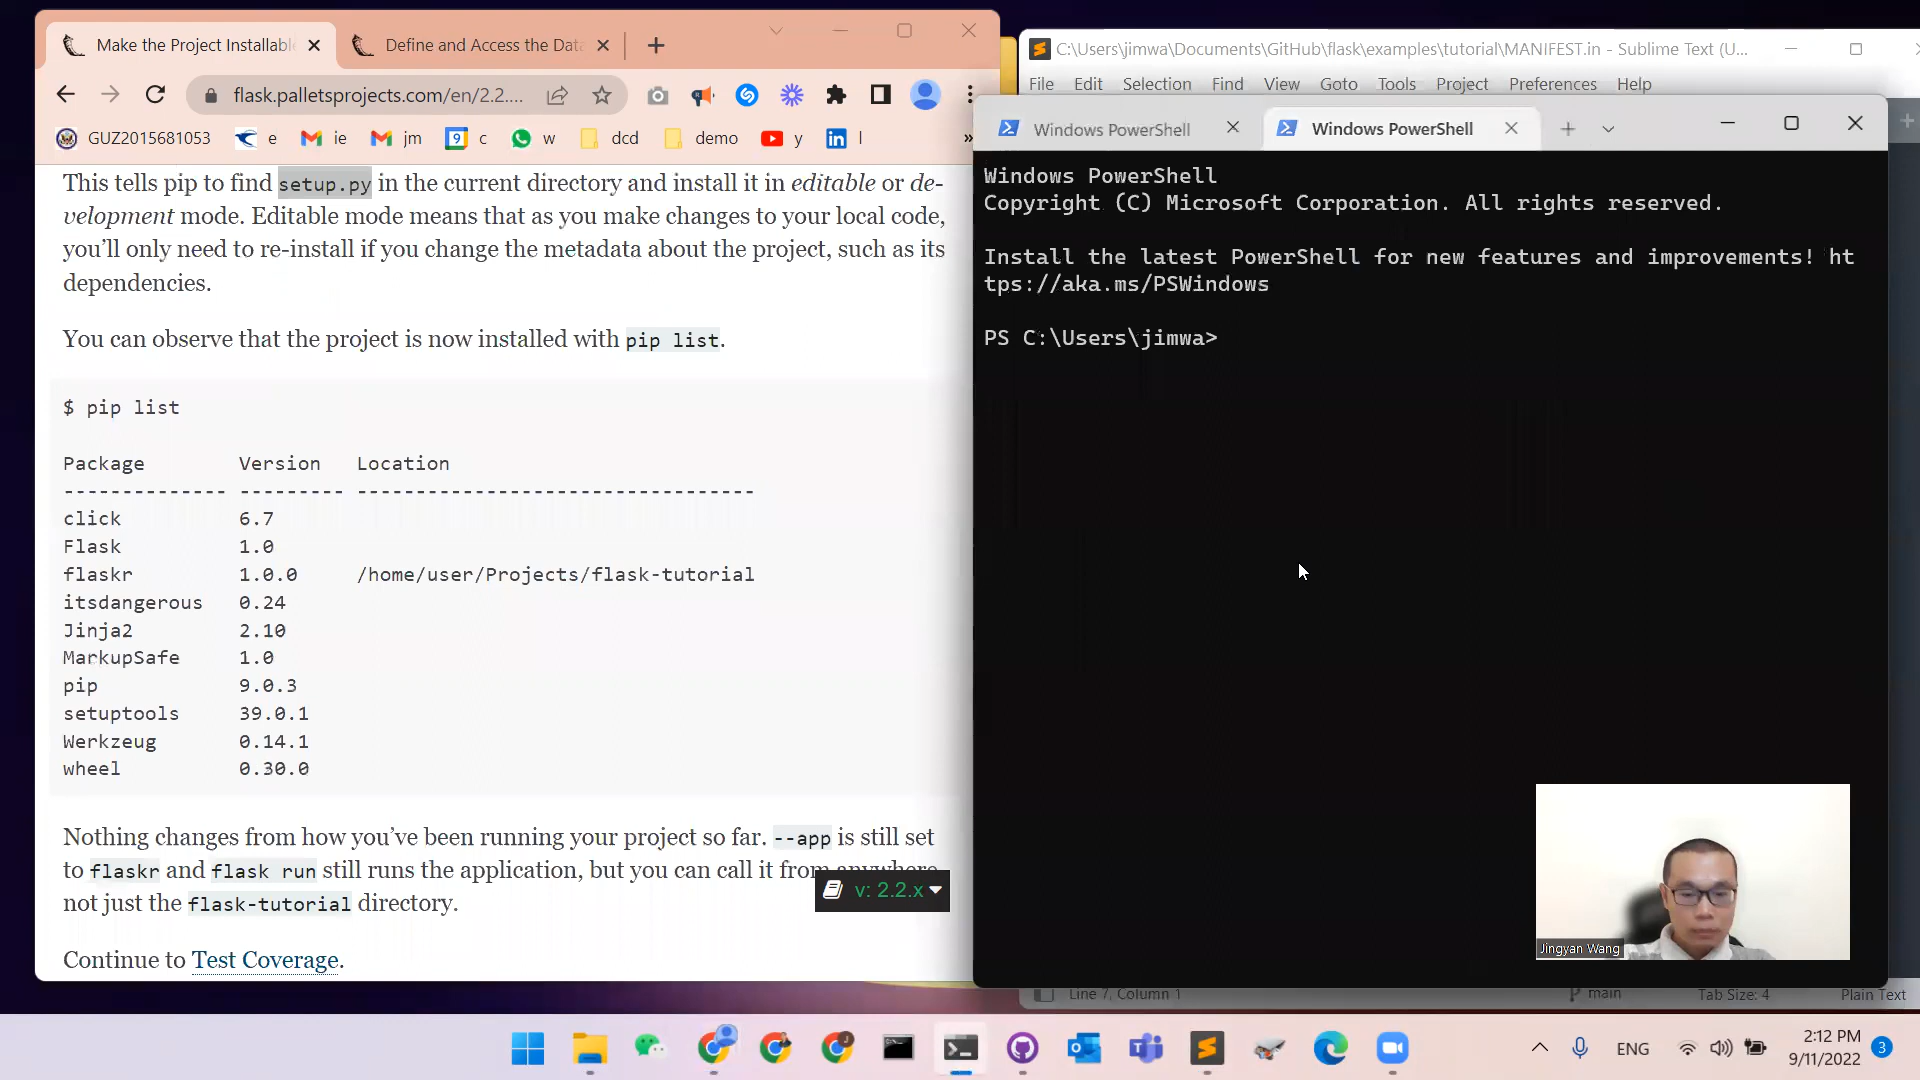 Make the Project Installab
Define and Access the Dat
flask.palletsprojects.com/en/2.2....
GUZ2015681053
e
ie
jm
9
c
w
dcd
demo
y
l
»
This tells pip to find setup.py in the current directory and install it in editable or de-
velopment mode. Editable mode means that as you make changes to your local code,
you’ll only need to re-install if you change the metadata about the project, such as its
dependencies.
You can observe that the project is now installed with pip list.
$ pip list
Package Version Location
-------------- --------- ----------------------------------
click 6.7
Flask 1.0
flaskr 1.0.0 /home/user/Projects/flask-tutorial
itsdangerous 0.24
Jinja2 2.10
MarkupSafe 1.0
pip 9.0.3
setuptools 39.0.1
Werkzeug 0.14.1
wheel 0.30.0
Nothing changes from how you’ve been running your project so far. --app is still set
to flaskr and flask run still runs the application, but you can call it from anywhere,
not just the flask-tutorial directory.
v: 2.2.x
Continue to Test Coverage.
C:\Users\jimwa\Documents\GitHub\flask\examples\tutorial\MANIFEST.in - Sublime Text (U...
File Edit Selection Find View Goto Tools Project Preferences Help
Windows PowerShell
Windows PowerShell
Windows PowerShell
Copyright (C) Microsoft Corporation. All rights reserved.
Install the latest PowerShell for new features and improvements! ht
tps://aka.ms/PSWindows
PS C:\Users\jimwa>
Jingyan Wang
Line 7, Column 1
main
Tab Size: 4
Plain Text
ENG
2:12 PM
9/11/2022
3